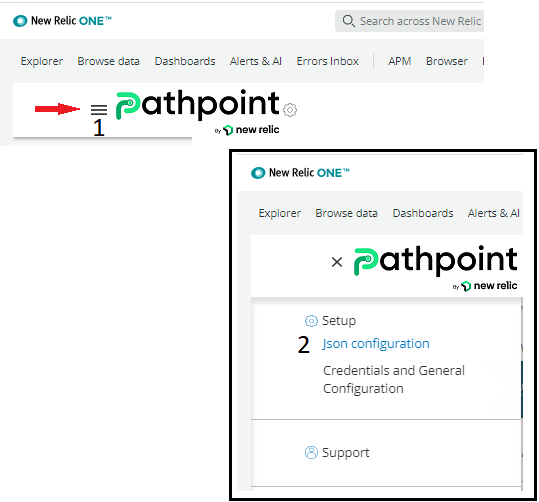 New Relic ONE™
Search across New Relic
Explorer Browse data Dashboards Alerts & AI Errors Inbox APM Browser
Pathpoint
1
By new relic
New Relic ONE™
Explorer Browse data Dashboards Alerts & AI
Pathpoint
By new relic
Setup
2 Json configuration
Credentials and General
Configuration
Support